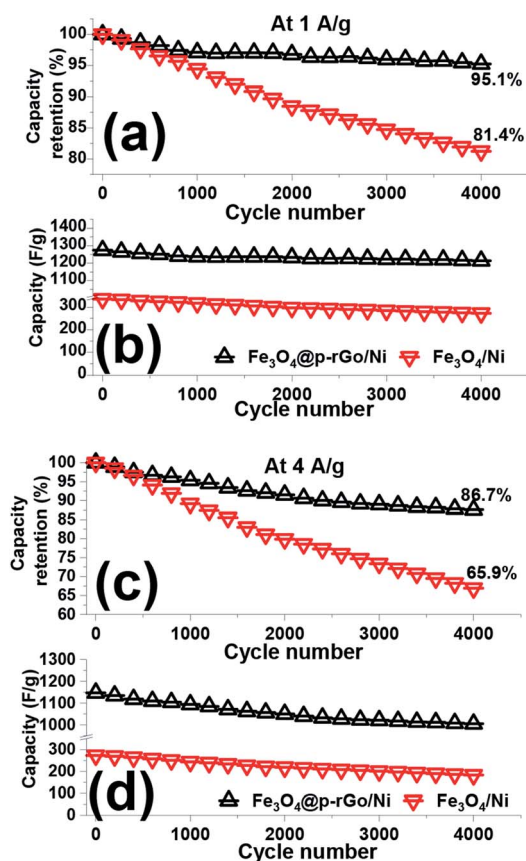 At 1 A/g
100
95
90
85
80
Capacity
retention (%)
95.1%
81.4%
(a)
0 1000 2000 3000 4000
Cycle number
1400
1300
1200
1100
300
200
100
0
Capacity (F/g)
(b)
Fe₃O₄@p-rGo/Ni Fe₃O₄/Ni
0 1000 2000 3000 4000
Cycle number
At 4 A/g
100
95
90
85
80
75
70
65
60
Capacity
retention (%)
86.7%
65.9%
(c)
0 1000 2000 3000 4000
Cycle number
1300
1200
1100
1000
300
200
100
0
Capacity (F/g)
(d)
Fe₃O₄@p-rGo/Ni Fe₃O₄/Ni
0 1000 2000 3000 4000
Cycle number